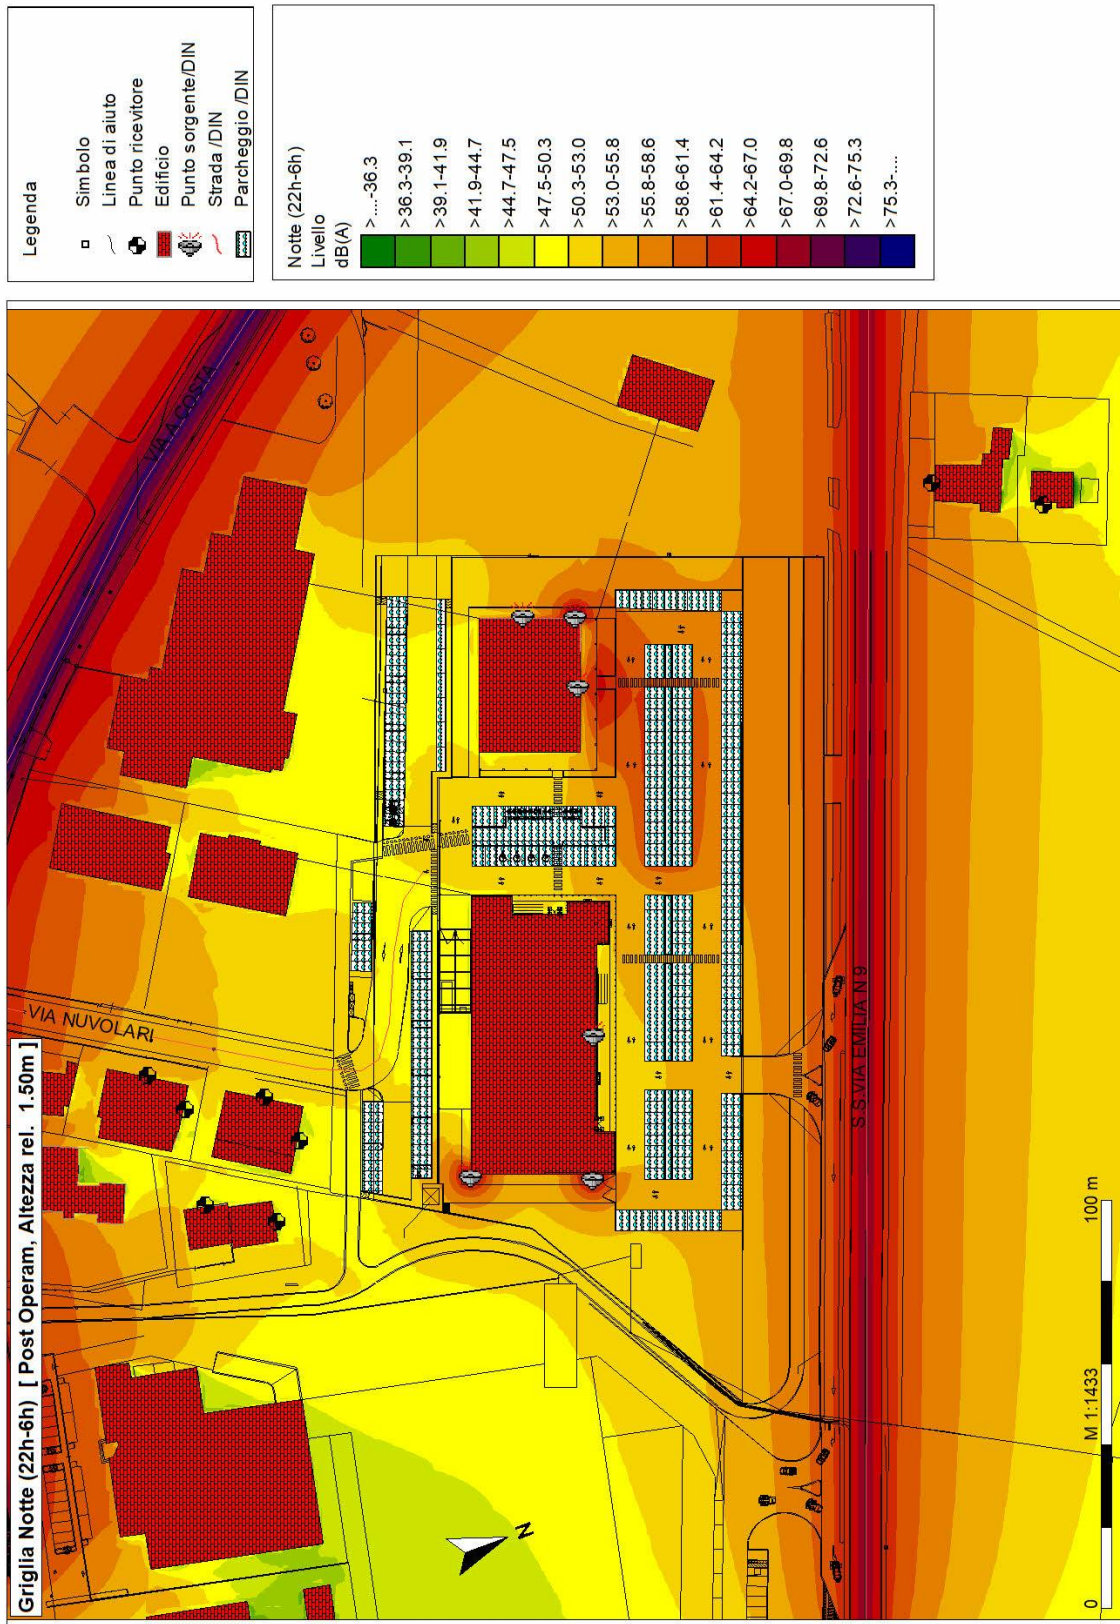 Griglia Notte (22h-6h) [ Post Operam, Altezza rel. 1.50m ]
VIA A COSTA
VIA NUVOLARI
S S VIA EMILIA N 9
N
M 1:1433
0
100 m
Legenda
Simbolo
Linea di aiuto
Punto ricevitore
Edificio
Punto sorgente/DIN
Strada /DIN
Parcheggio /DIN
Notte (22h-6h)
Livello
dB(A)
>....-36.3
>36.3-39.1
>39.1-41.9
>41.9-44.7
>44.7-47.5
>47.5-50.3
>50.3-53.0
>53.0-55.8
>55.8-58.6
>58.6-61.4
>61.4-64.2
>64.2-67.0
>67.0-69.8
>69.8-72.6
>72.6-75.3
>75.3-....